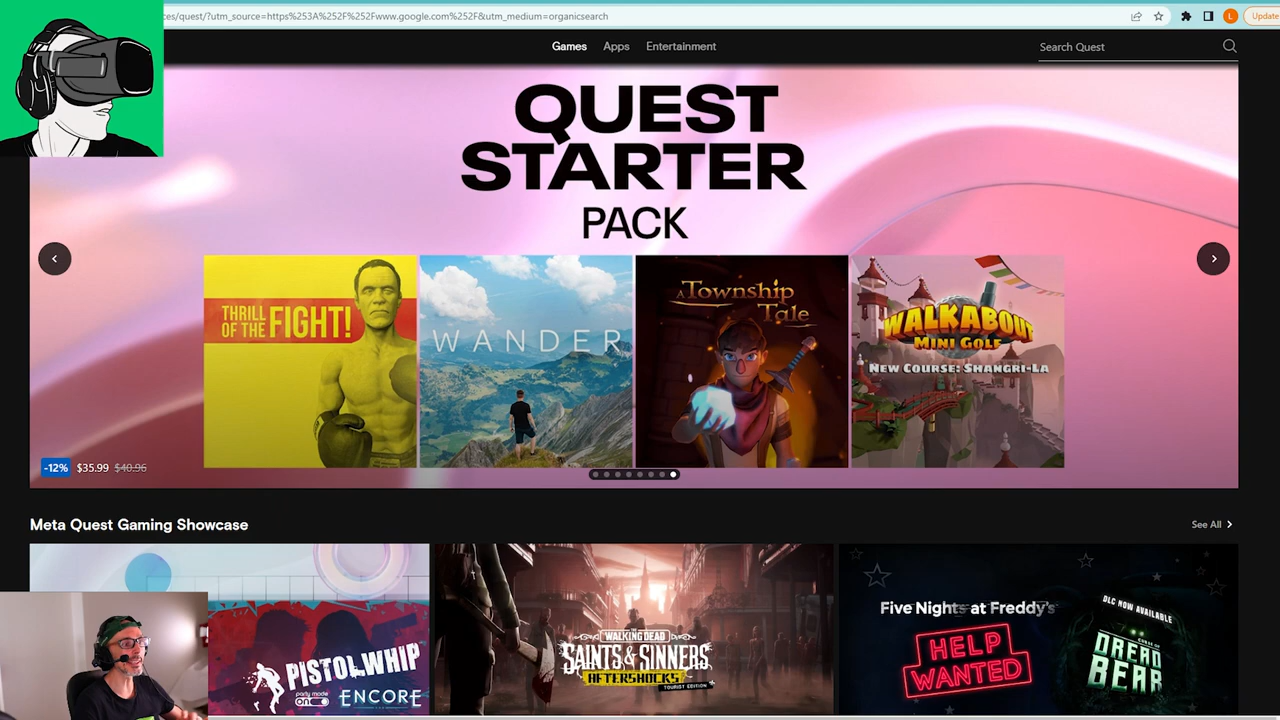 ces/quest/?utm_source=https%253A%252F%252Fwww.google.com%252F&utm_medium=organicsearch
L
Update
Games
Apps
Entertainment
Search Quest
QUEST
STARTER
PACK
THRILL
OF THE FIGHT!
WANDER
A Township
Tale
WALKABOUT
MINI GOLF
NEW COURSE: SHANGRI-LA
-12% $35.99 $40.96
Meta Quest Gaming Showcase
See All
PISTOL WHIP
party mode
ON
ENCORE
THE
WALKING DEAD
SAINTS & SINNERS
AFTERSHOCKS
TOURIST EDITION
Five Nights at Freddy's
HELP
WANTED
DLC NOW AVAILABLE
CURSE OF
DREAD
BEAR